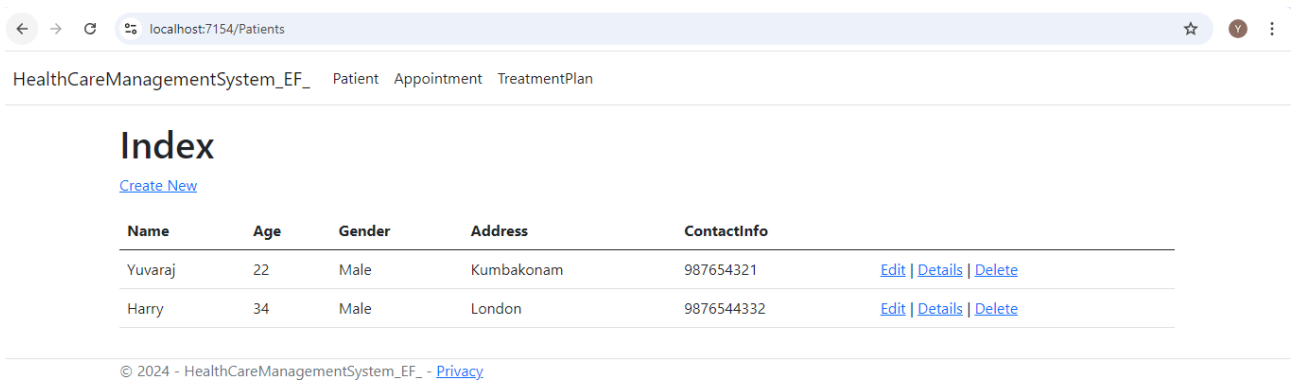 localhost:7154/Patients
Y
HealthCareManagementSystem_EF_ Patient Appointment TreatmentPlan
Index
Create New
Name Age Gender Address ContactInfo
Yuvaraj 22 Male Kumbakonam 987654321 Edit | Details | Delete
Harry 34 Male London 9876544332 Edit | Details | Delete
© 2024 - HealthCareManagementSystem_EF_ - Privacy